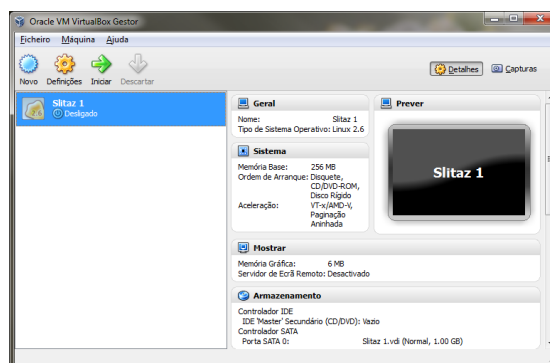 Oracle VM VirtualBox Gestor
Ficheiro Máquina Ajuda
Novo Definições Iniciar Descartar
Detalhes Capturas
Slitaz 1
Desligado
Geral
Nome: Slitaz 1
Tipo de Sistema Operativo: Linux 2.6
Sistema
Memória Base: 256 MB
Ordem de Arranque: Disquete,
CD/DVD-ROM,
Disco Rígido
Aceleração: VT-x/AMD-V,
Paginação
Aninhada
Prever
Slitaz 1
Mostrar
Memória Gráfica: 6 MB
Servidor de Ecrã Remoto: Desactivado
Armazenamento
Controlador IDE
IDE 'Master' Secundário (CD/DVD): Vazio
Controlador SATA
Porta SATA 0: Slitaz 1.vdi (Normal, 1.00 GB)